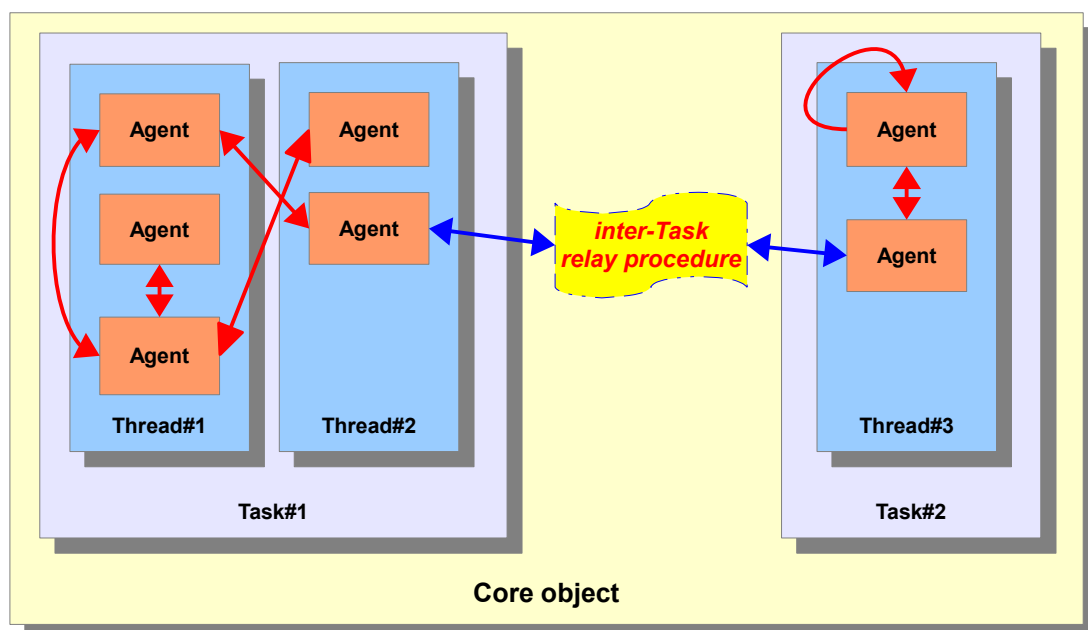 Agent
Agent
Agent
Thread#1
Agent
Agent
Thread#2
Task#1
inter-Task
relay procedure
Agent
Agent
Thread#3
Task#2
Core object